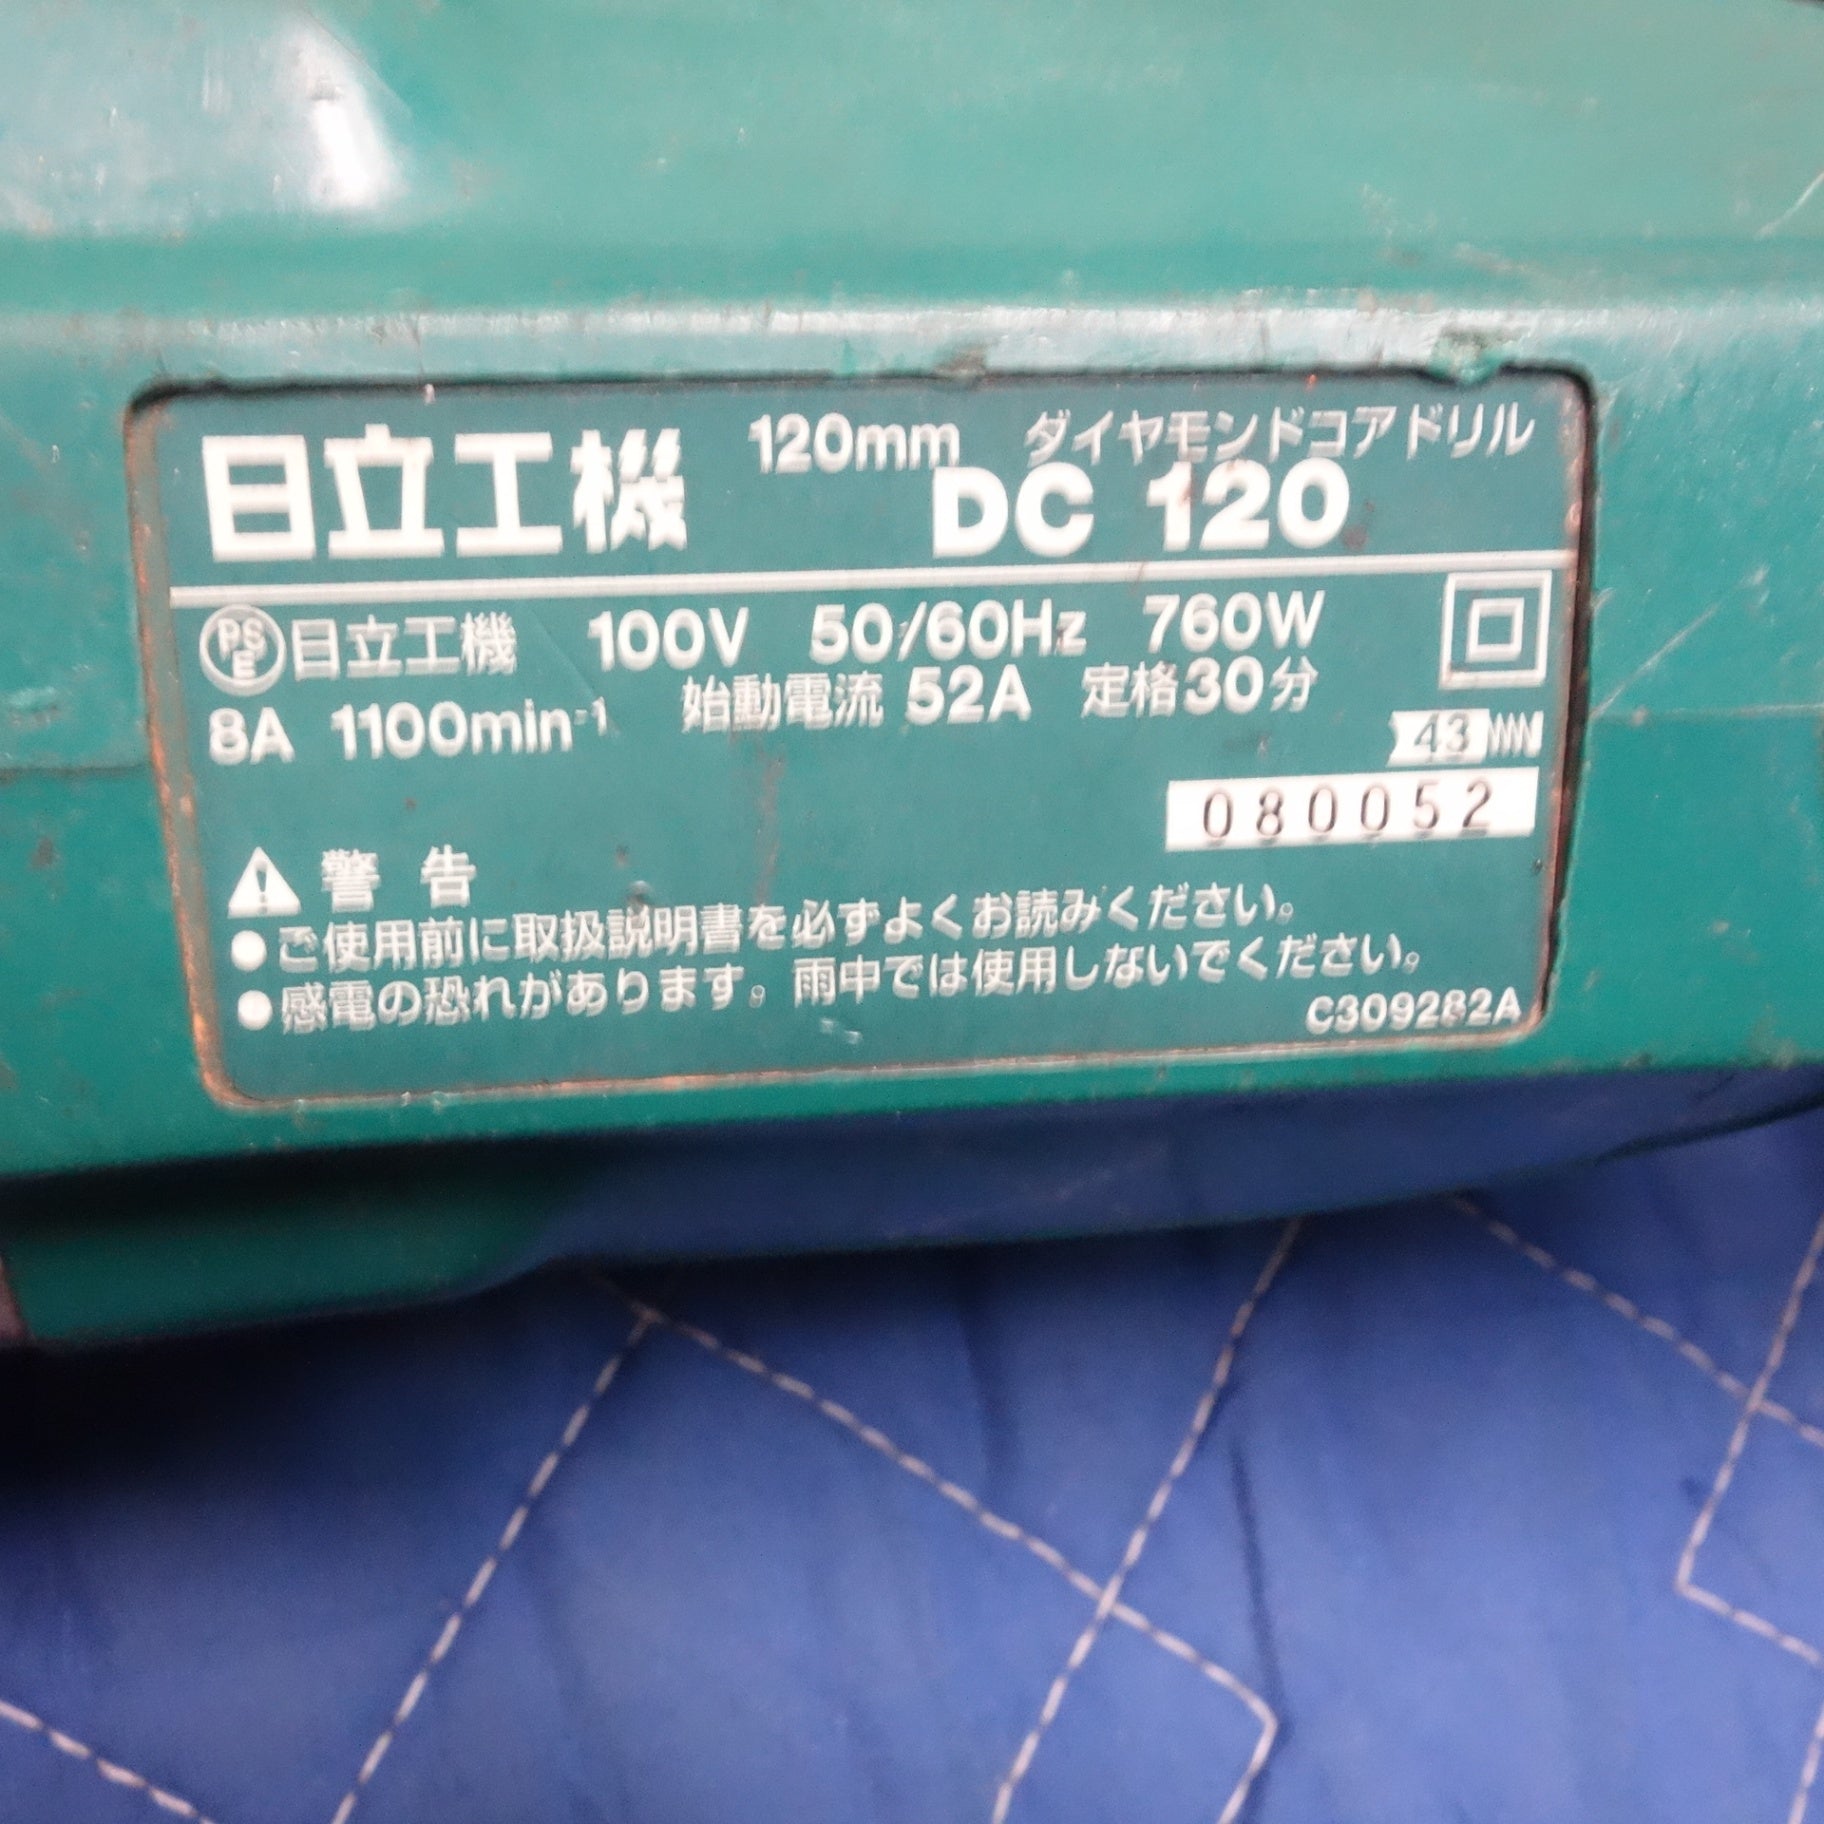 120mm ダイヤモンドコアドリル
日立工機 DC 120
PSE 日立工機 100V 50/60Hz 760W
8A 1100min⁻¹ 始動電流 52A 定格30分
43
080052
警告
●ご使用前に取扱説明書を必ずよくお読みください。
●感電の恐れがあります。雨中では使用しないでください。
C309282A